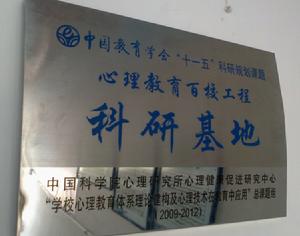 中国教育学会“十一五”科研规划课题
心理教育百校工程
科研基地
中国科学院心理研究所心理健康促进研究中心
“学校心理教育体系理论建构及心理技术在教育中应用”总课题组
(2009-2012)